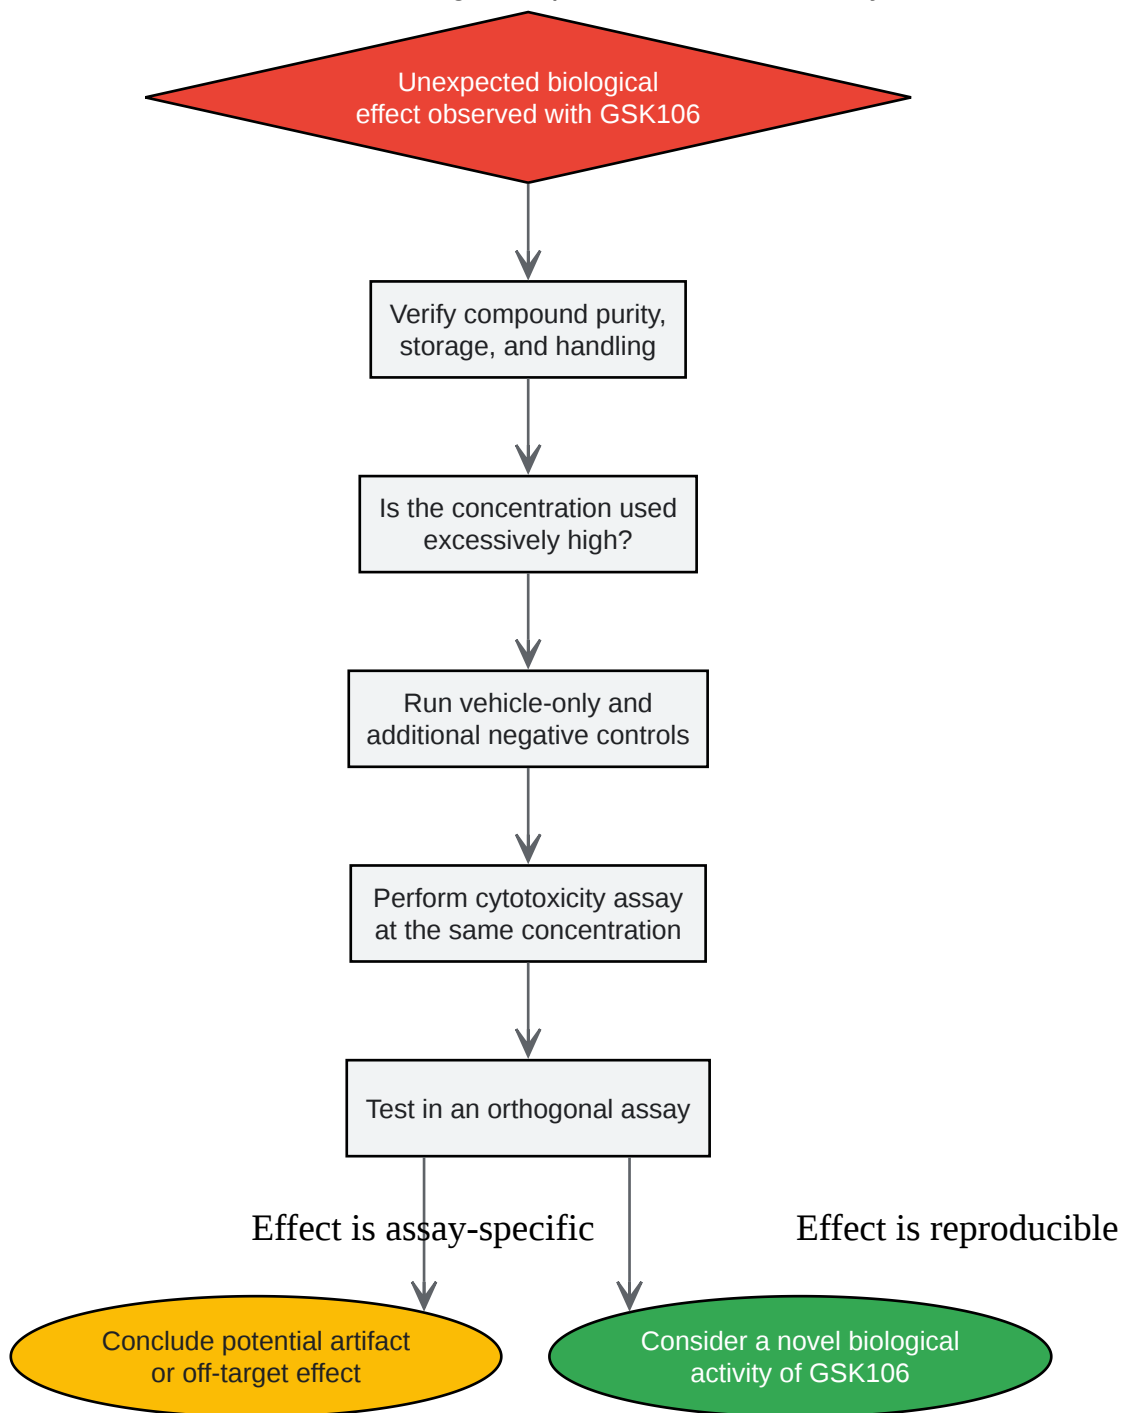 Unexpected biological
effect observed with GSK106
Verify compound purity,
storage, and handling
Is the concentration used
excessively high?
Run vehicle-only and
additional negative controls
Perform cytotoxicity assay
at the same concentration
Test in an orthogonal assay
Effect is assay-specific
Effect is reproducible
Conclude potential artifact
or off-target effect
Consider a novel biological
activity of GSK106